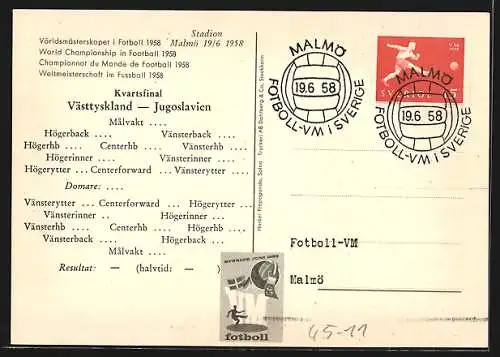 Stadion
Världsmästerskapet i Fotboll 1958 Malmö 19/6 1958
World Championship in Football 1958
Championnat du Monde de Football 1958
Weltmeisterschaft im Fussball 1958
Kvartsfinal
Västtyskland — Jugoslavien
Målvakt ....
Högerback .... Vänsterback ....
Högerhb .... Centerhb .... Vänsterhb ....
Högerinner .... Vänsterinner ....
Högerytter .... Centerforward .... Vänsterytter ....
Domare: ....
Vänsterytter .... Centerforward .... Högerytter ....
Vänsterinner .. Högerinner ....
Vänsterhb .... Centerhb .... Högerhb ....
Vänsterback .... Högerback ....
Målvakt ....
Resultat: — (halvtid: — )
MALMÖ
19.6 58
FOTBOLL-VM I SVERIGE
MALMÖ
19.6 58
FOTBOLL-VM I SVERIGE
SVERIGE
Fotboll-VM
Malmö
fotboll
45-11